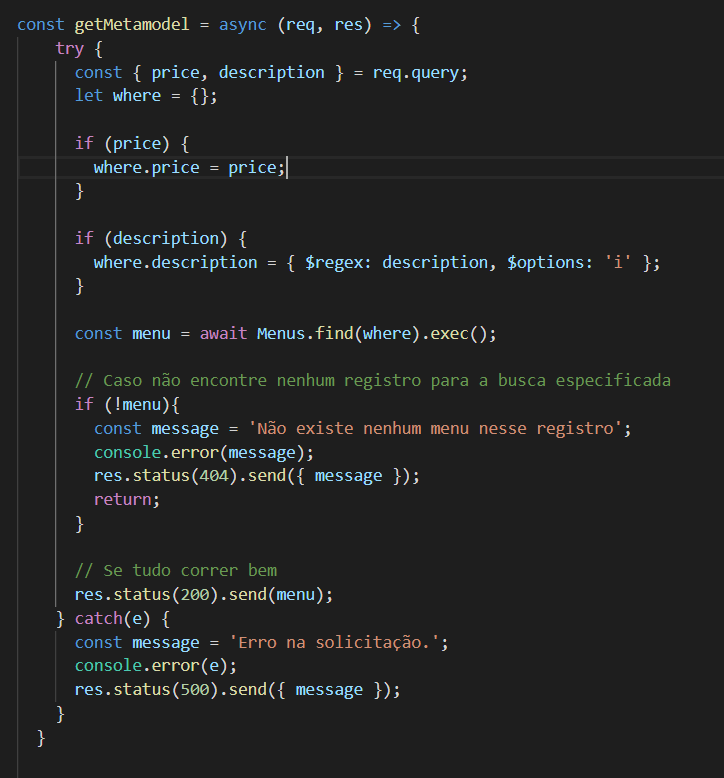 const getMetamodel = async (req, res) => {
try {
const { price, description } = req.query;
let where = {};
if (price) {
where.price = price;
}
if (description) {
where.description = { $regex: description, $options: 'i' };
}
const menu = await Menus.find(where).exec();
// Caso não encontre nenhum registro para a busca especificada
if (!menu){
const message = 'Não existe nenhum menu nesse registro';
console.error(message);
res.status(404).send({ message });
return;
}
// Se tudo correr bem
res.status(200).send(menu);
} catch(e) {
const message = 'Erro na solicitação.';
console.error(e);
res.status(500).send({ message });
}
}